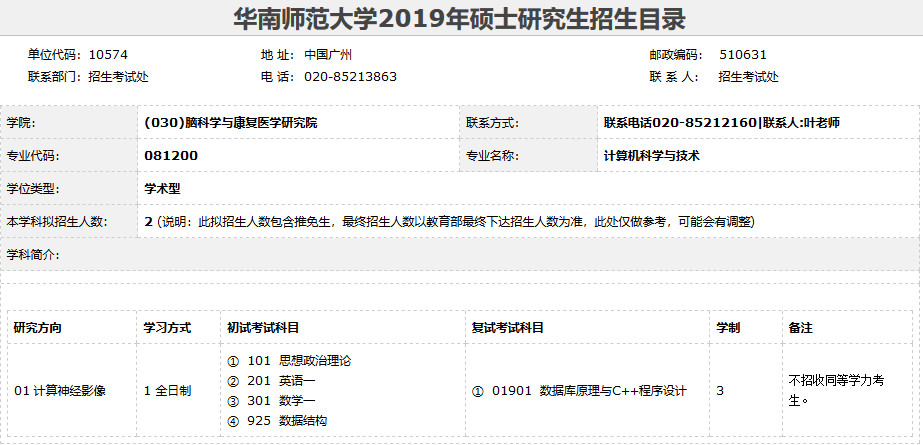 华南师范大学2019年硕士研究生招生目录
单位代码：10574 地 址：中国广州 邮政编码： 510631
联系部门：招生考试处 电 话：020-85213863 联 系 人： 招生考试处
学院： (030)脑科学与康复医学研究院 联系方式： 联系电话020-85212160|联系人:叶老师
专业代码： 081200 专业名称： 计算机科学与技术
学位类型： 学术型
本学科拟招生人数： 2 (说明：此拟招生人数包含推免生，最终招生人数以教育部最终下达招生人数为准，此处仅做参考，可能会有调整)
学科简介：
研究方向 学习方式 初试考试科目 复试考试科目 学制 备注
01 计算神经影像 1 全日制 ① 101 思想政治理论
② 201 英语一
③ 301 数学一
④ 925 数据结构
① 01901 数据库原理与C++程序设计 3 不招收同等学力考
生。